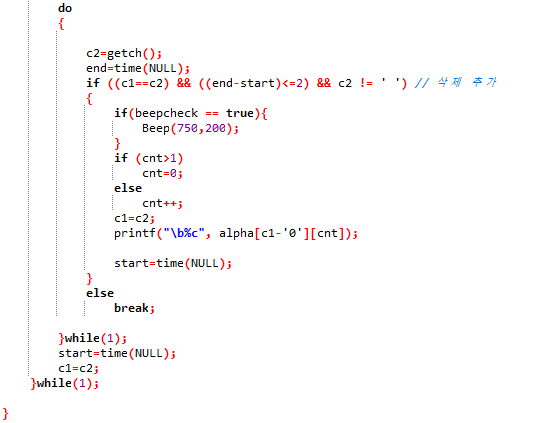 do
{
c2=getch();
end=time(NULL);
if ((c1==c2) && ((end-start)<=2) && c2 != ' ') // 삭제 추가
{
if(beepcheck == true){
Beep(750,200);
}
if (cnt>1)
cnt=0;
else
cnt++;
c1=c2;
printf("\b%c", alpha[c1-'0'][cnt]);
start=time(NULL);
}
else
break;
}while(1);
start=time(NULL);
c1=c2;
}while(1);
}